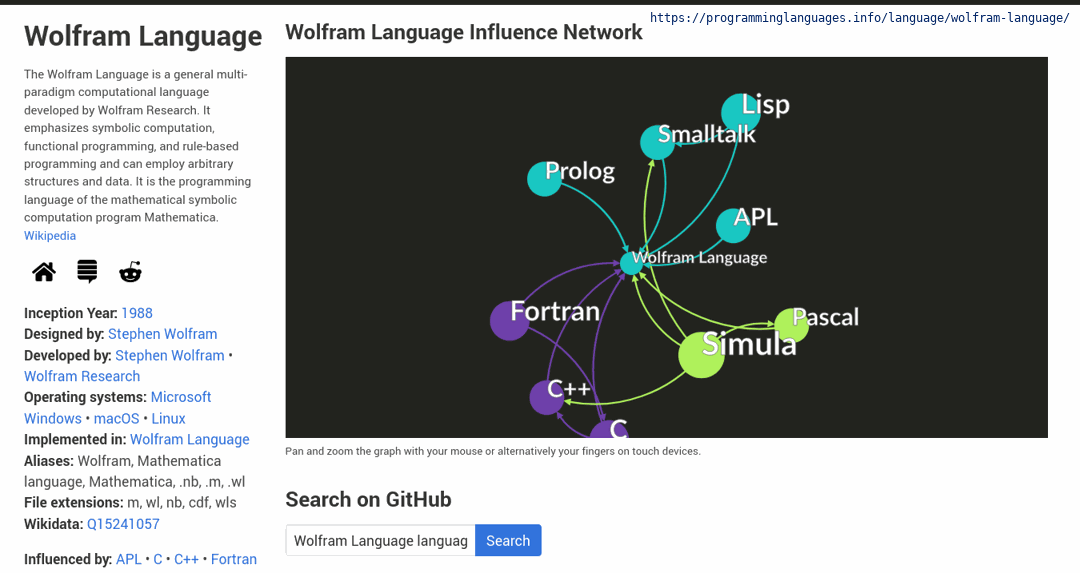 https://programminglanguages.info/language/wolfram-language/
Wolfram Language
The Wolfram Language is a general multi-
paradigm computational language
developed by Wolfram Research. It
emphasizes symbolic computation,
functional programming, and rule-based
programming and can employ arbitrary
structures and data. It is the programming
language of the mathematical symbolic
computation program Mathematica.
Wikipedia
Inception Year: 1988
Designed by: Stephen Wolfram
Developed by: Stephen Wolfram •
Wolfram Research
Operating systems: Microsoft
Windows • macOS • Linux
Implemented in: Wolfram Language
Aliases: Wolfram, Mathematica
language, Mathematica, .nb, .m, .wl
File extensions: m, wl, nb, cdf, wls
Wikidata: Q15241057
Influenced by: APL • C • C++ • Fortran
Wolfram Language Influence Network
Lisp
Smalltalk
Prolog
APL
Wolfram Language
Fortran
Pascal
Simula
C++
C
Pan and zoom the graph with your mouse or alternatively your fingers on touch devices.
Search on GitHub
Wolfram Language languag
Search